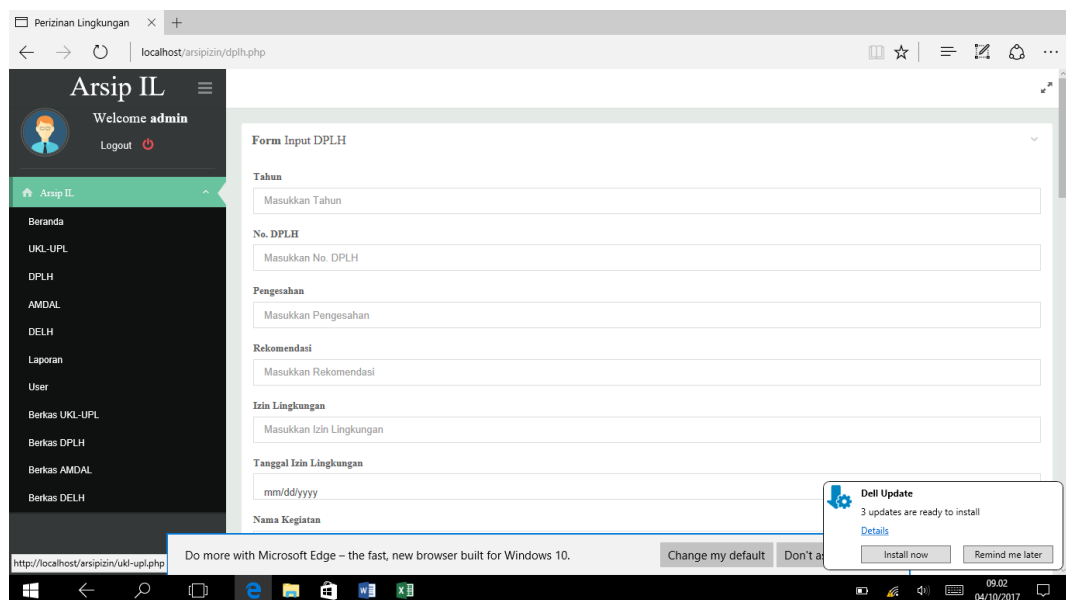 Perizinan Lingkungan
localhost/arsipizin/dplh.php
Arsip IL
Welcome admin
Logout
Arsip IL
Beranda
UKL-UPL
DPLH
AMDAL
DELH
Laporan
User
Berkas UKL-UPL
Berkas DPLH
Berkas AMDAL
Berkas DELH
Form Input DPLH
Tahun
Masukkan Tahun
No. DPLH
Masukkan No. DPLH
Pengesahan
Masukkan Pengesahan
Rekomendasi
Masukkan Rekomendasi
Izin Lingkungan
Masukkan Izin Lingkungan
Tanggal Izin Lingkungan
mm/dd/yyyy
Nama Kegiatan
Dell Update
3 updates are ready to install
Details
Install now Remind me later
http://localhost/arsipizin/ukl-upl.php
Do more with Microsoft Edge – the fast, new browser built for Windows 10. Change my default Don't
09.02
04/10/2017